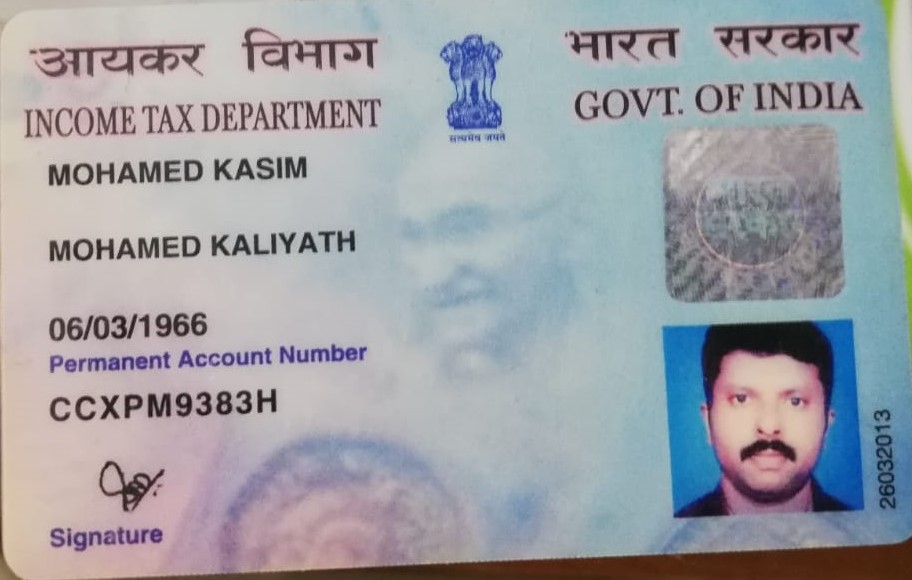 आयकर विभाग
भारत सरकार
INCOME TAX DEPARTMENT
GOVT. OF INDIA
सत्यमेव जयते
MOHAMED KASIM
MOHAMED KALIYATH
06/03/1966
Permanent Account Number
CCXPM9383H
Signature
26032013